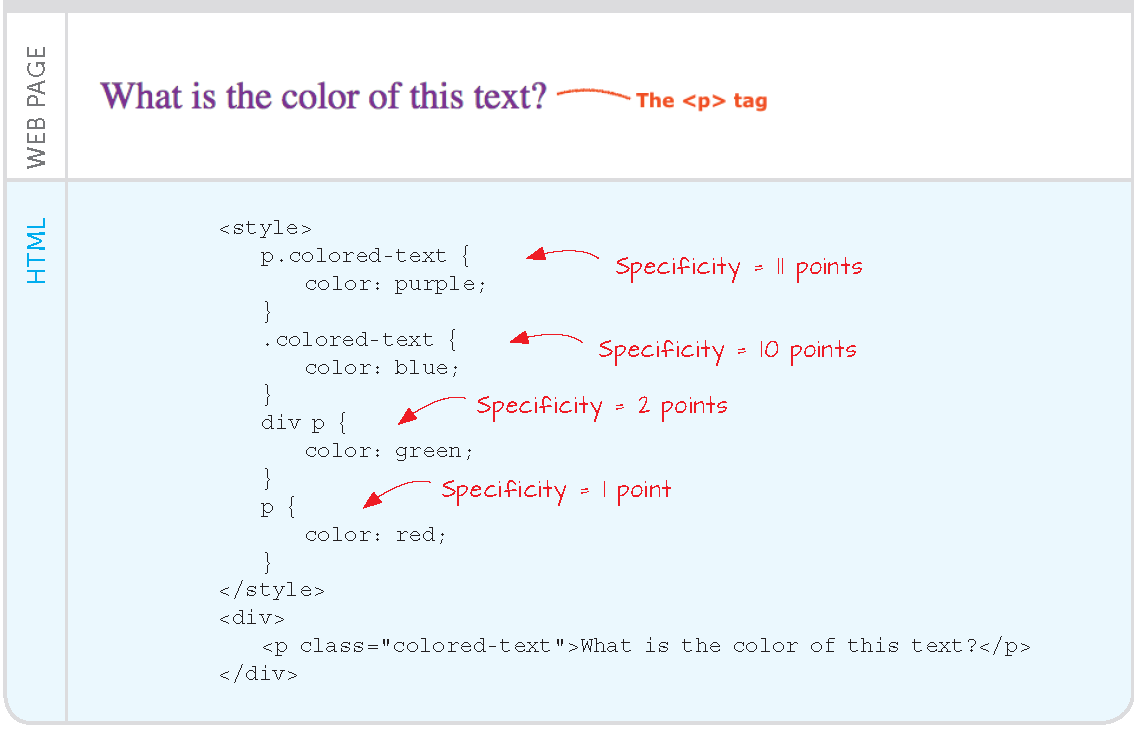 WEB PAGE
What is the color of this text?
The <p> tag
HTML
<style>
p.colored-text {
Specificity = 11 points
color: purple;
}
.colored-text {
Specificity = 10 points
color: blue;
}
Specificity = 2 points
div p {
color: green;
}
Specificity = 1 point
p {
color: red;
}
</style>
<div>
<p class="colored-text">What is the color of this text?</p>
</div>